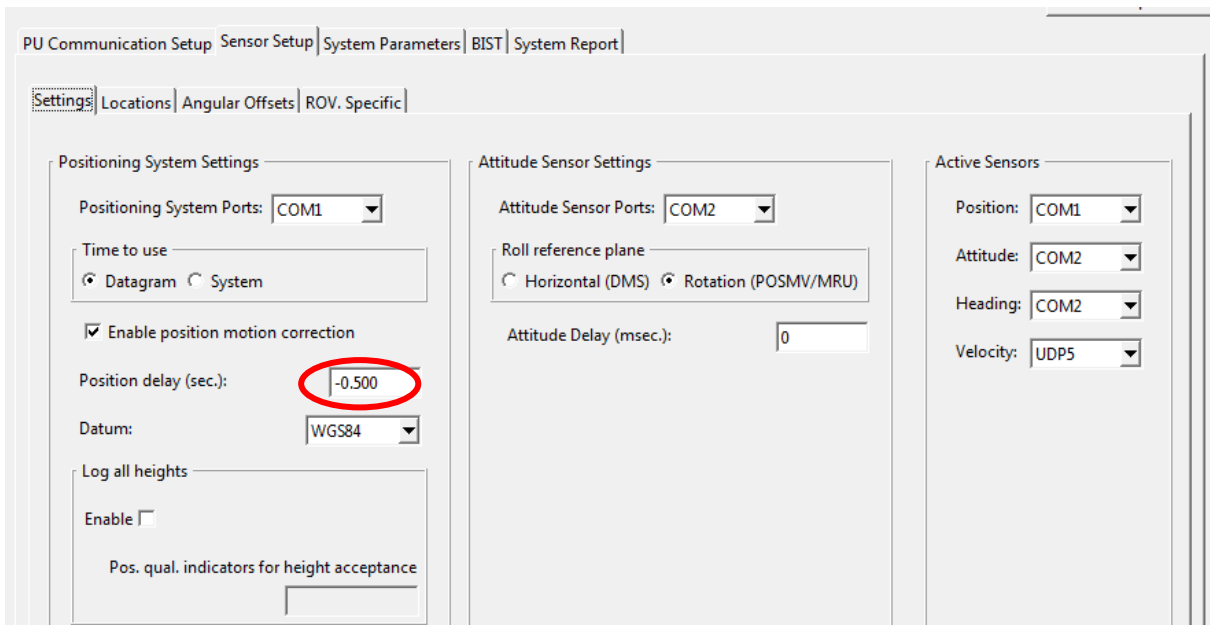 PU Communication Setup Sensor Setup System Parameters BIST System Report
Settings Locations Angular Offsets ROV. Specific
Positioning System Settings
Positioning System Ports: COM1
Time to use
Datagram System
Enable position motion correction
Position delay (sec.): -0.500
Datum: WGS84
Log all heights
Enable
Pos. qual. indicators for height acceptance
Attitude Sensor Settings
Attitude Sensor Ports: COM2
Roll reference plane
Horizontal (DMS) Rotation (POSMV/MRU)
Attitude Delay (msec.): 0
Active Sensors
Position: COM1
Attitude: COM2
Heading: COM2
Velocity: UDP5